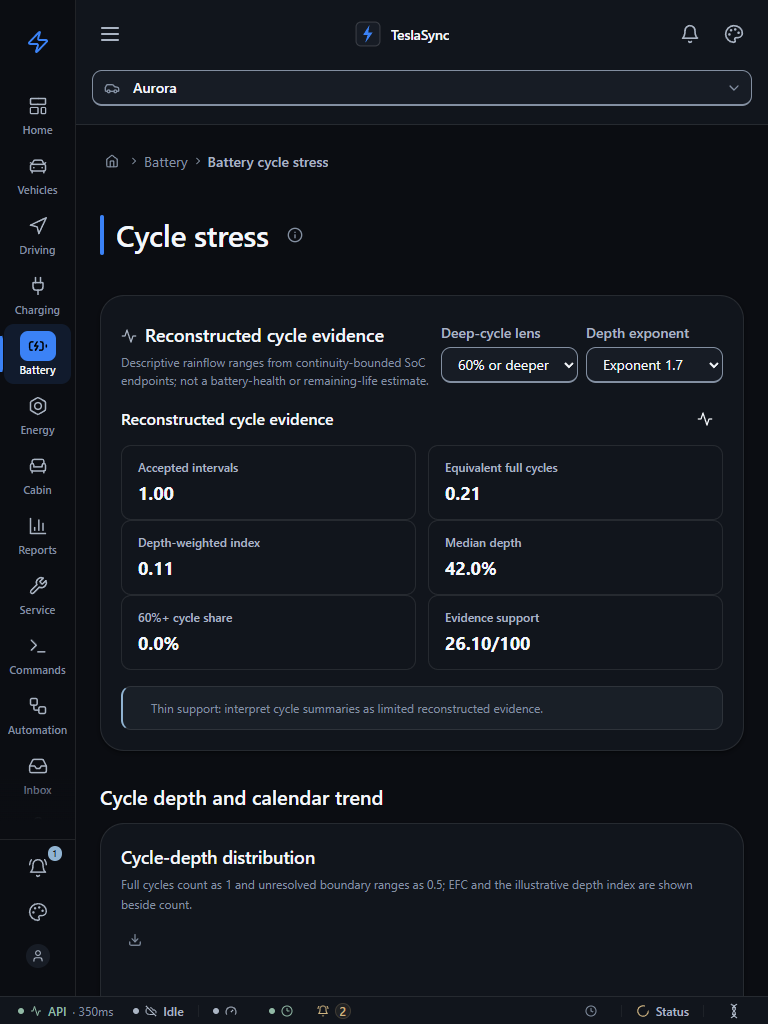 TeslaSync
Aurora
Home
Vehicles
Driving
Charging
Battery
Energy
Cabin
Reports
Service
Commands
Automation
Inbox
1
Battery
Battery cycle stress
Cycle stress
Reconstructed cycle evidence
Descriptive rainflow ranges from continuity-bounded SoC
endpoints; not a battery-health or remaining-life estimate.
Deep-cycle lens
60% or deeper
Depth exponent
Exponent 1.7
Reconstructed cycle evidence
Accepted intervals
1.00
Equivalent full cycles
0.21
Depth-weighted index
0.11
Median depth
42.0%
60%+ cycle share
0.0%
Evidence support
26.10/100
Thin support: interpret cycle summaries as limited reconstructed evidence.
Cycle depth and calendar trend
Cycle-depth distribution
Full cycles count as 1 and unresolved boundary ranges as 0.5; EFC and the illustrative depth index are shown
beside count.
API · 350ms
Idle
2
Status